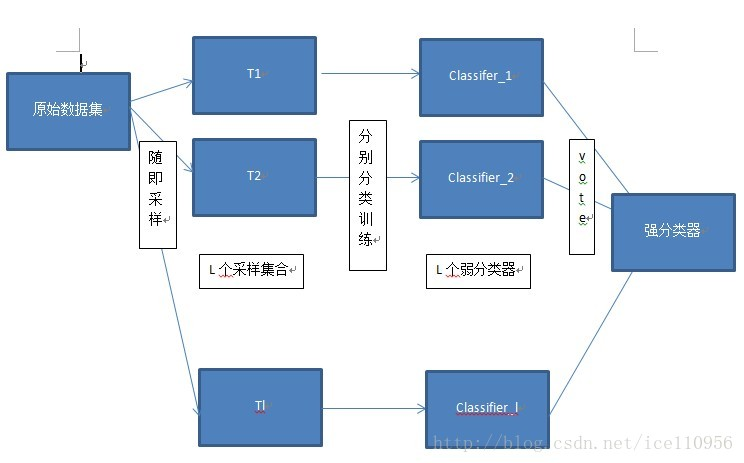 原始数据集
T1
Classifer_1
随即采样
T2
分别分类训练
Classifier_2
vote
强分类器
L个采样集合
L个弱分类器
Tl
Classifier_l
http://blog.csdn.net/ice110956